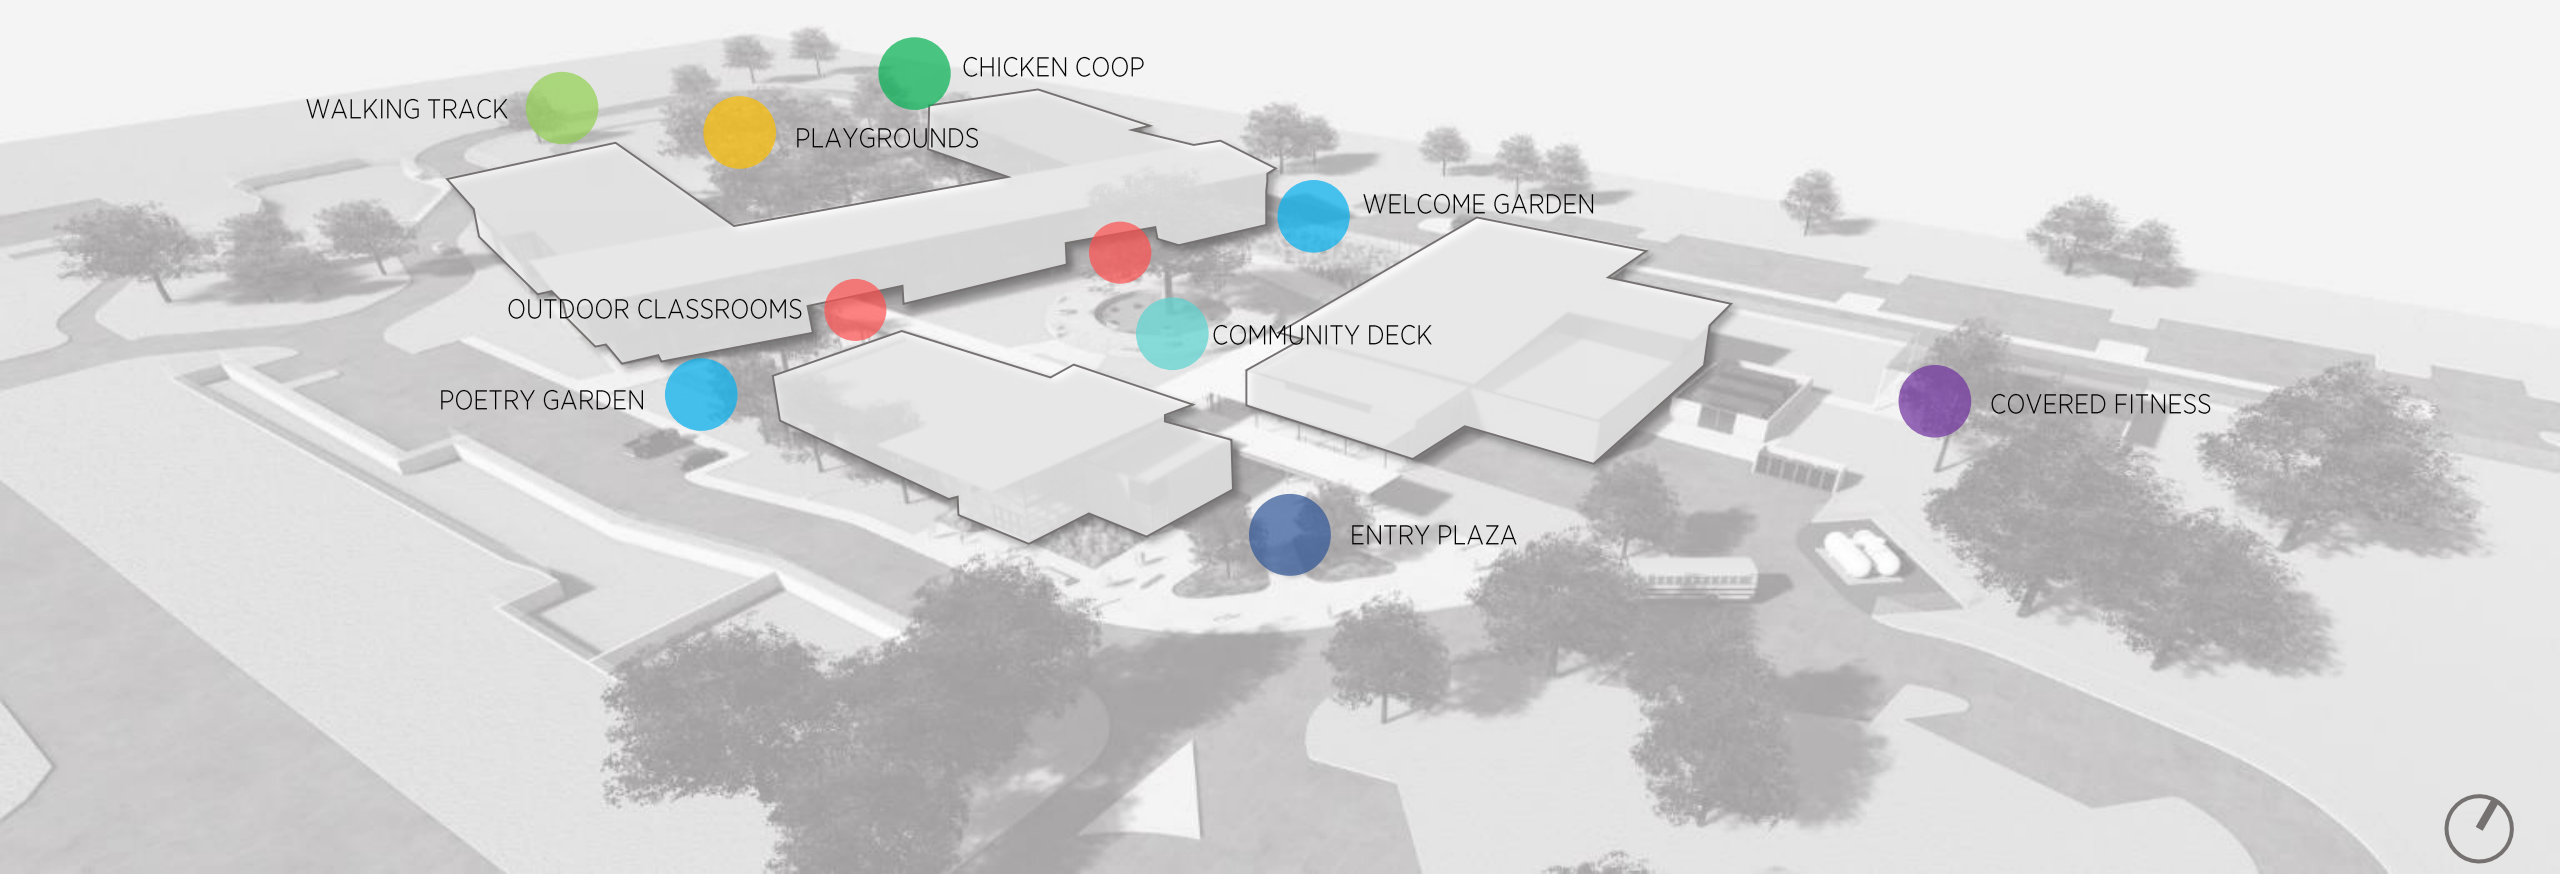 CHICKEN COOP
WALKING TRACK
PLAYGROUNDS
WELCOME GARDEN
OUTDOOR CLASSROOMS
COMMUNITY DECK
POETRY GARDEN
COVERED FITNESS
ENTRY PLAZA